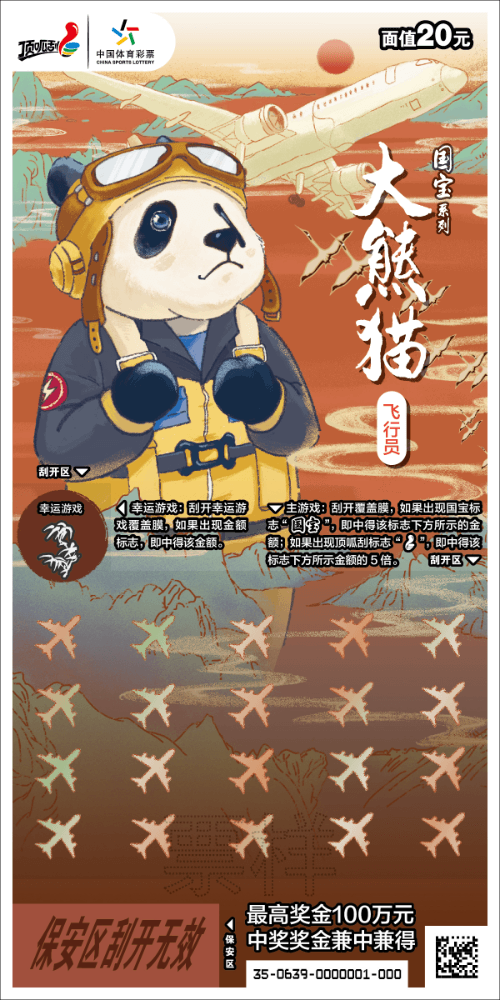 顶呱刮
中国体育彩票
CHINA SPORTS LOTTERY
面值20元
国宝系列
大熊猫
飞行员
刮开区
幸运游戏
幸运游戏：刮开幸运游
戏覆盖膜，如果出现金额
标志，即中得该金额。
主游戏：刮开覆盖膜，如果出现国宝标
志“国宝”，即中得该标志下方所示的金
额；如果出现顶呱刮标志“ ”，即中得该
标志下方所示金额的 5 倍。 刮开区
票样
保安区刮开无效
保安区
最高奖金100万元
中奖奖金兼中兼得
35-0639-0000001-000